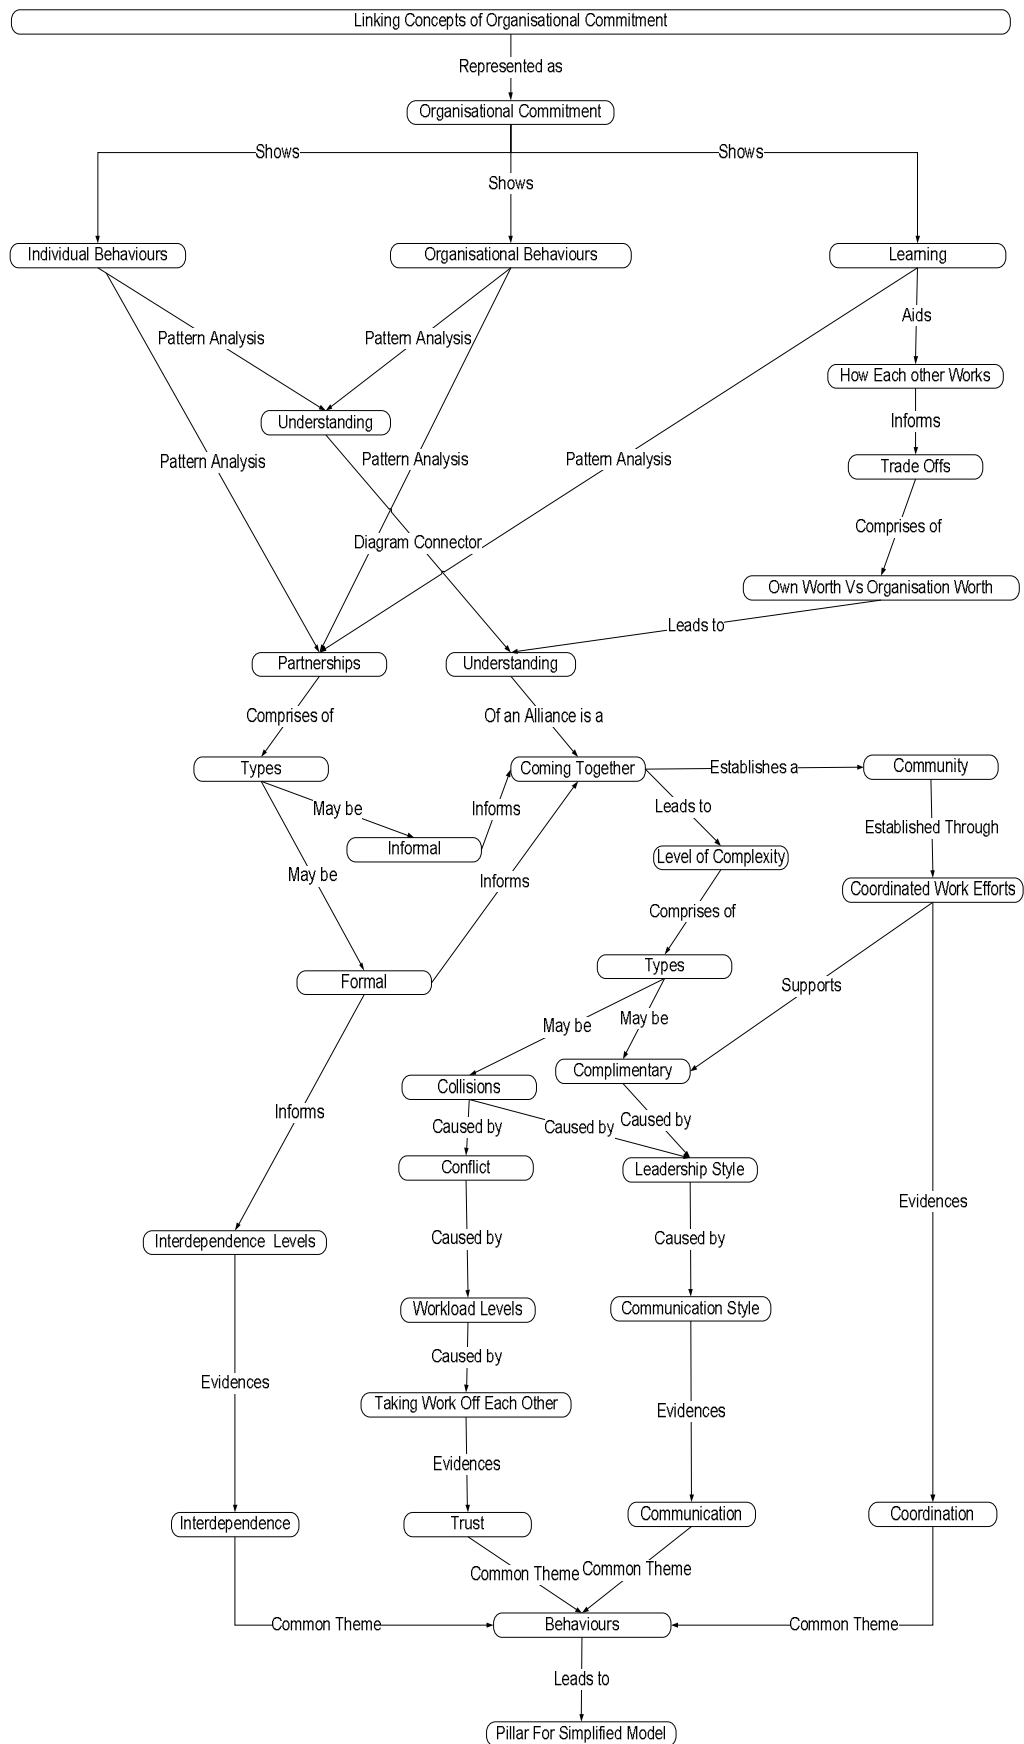 Linking Concepts of Organisational Commitment
Represented as
Organisational Commitment
Shows
Shows
Shows
Individual Behaviours
Organisational Behaviours
Learning
Aids
Pattern Analysis
Pattern Analysis
How Each other Works
Informs
Understanding
Pattern Analysis
Pattern Analysis
Pattern Analysis
Trade Offs
Comprises of
Diagram Connector
Own Worth Vs Organisation Worth
Leads to
Partnerships
Understanding
Comprises of
Of an Alliance is a
Types
Coming Together
Establishes a
Community
May be
Informs
Leads to
Established Through
Informal
Level of Complexity
May be
Informs
Coordinated Work Efforts
Comprises of
Types
Formal
Supports
May be
May be
Complimentary
Collisions
Informs
Caused by
Caused by
Caused by
Conflict
Leadership Style
Evidences
Interdependence Levels
Caused by
Caused by
Workload Levels
Communication Style
Caused by
Evidences
Taking Work Off Each Other
Evidences
Evidences
Interdependence
Trust
Communication
Coordination
Common Theme
Common Theme
Common Theme
Behaviours
Common Theme
Leads to
Pillar For Simplified Model